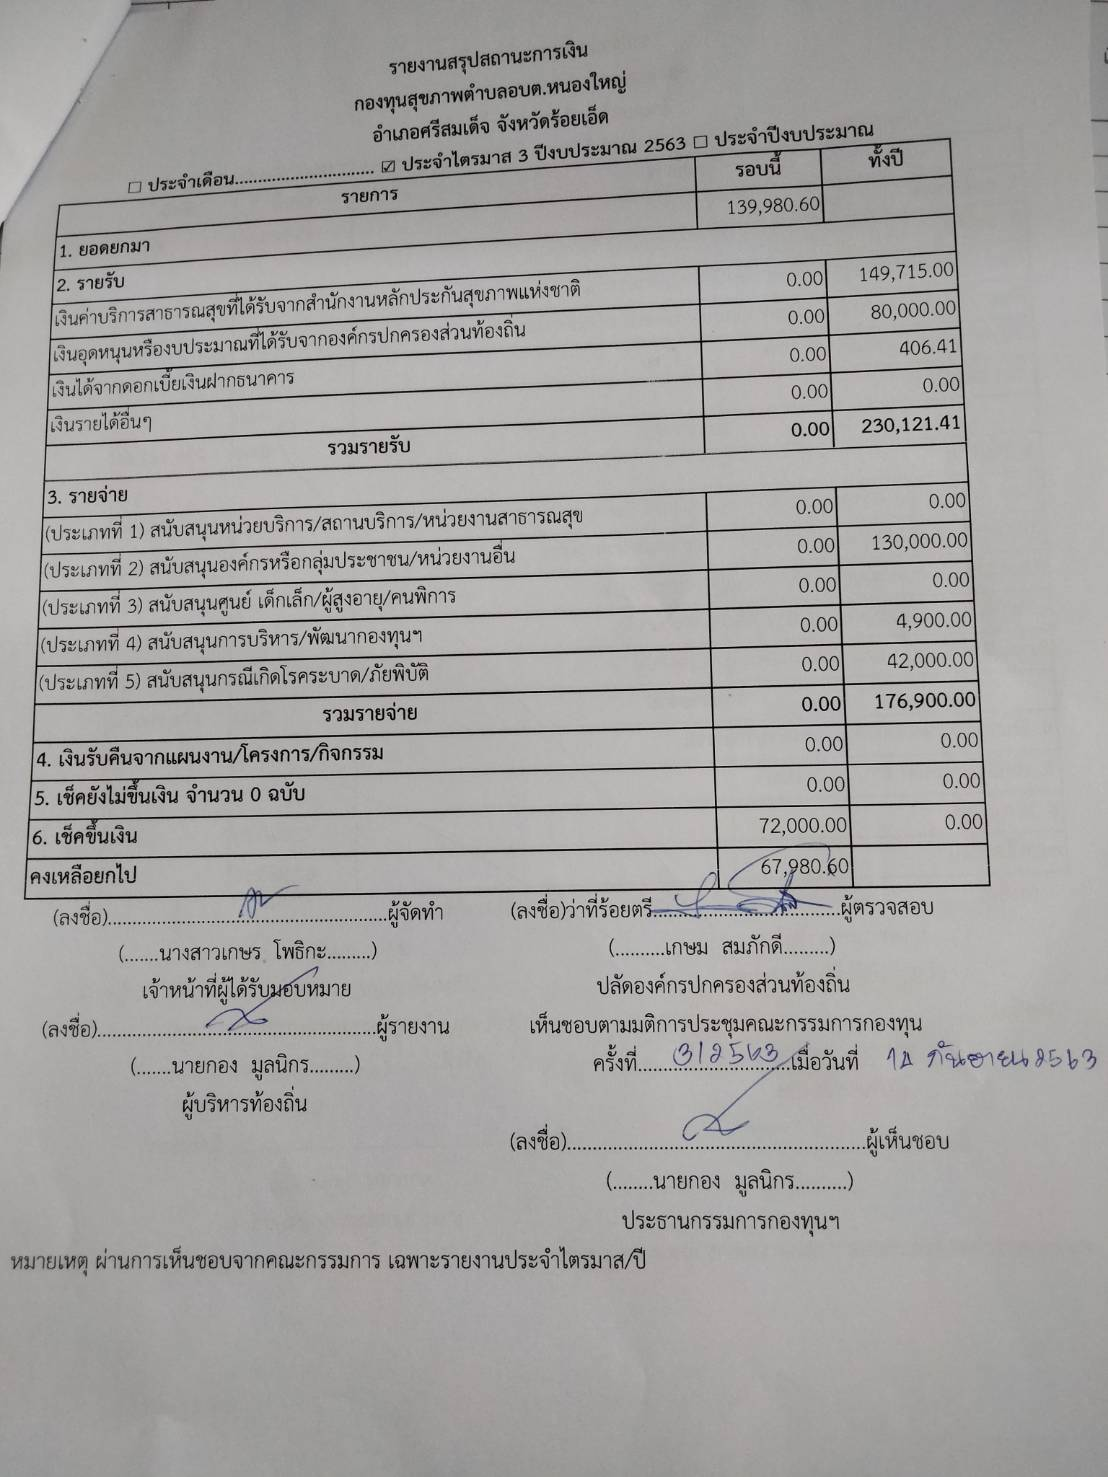 รายงานสรุปสถานะการเงิน
กองทุนสุขภาพตำบลอบต.หนองใหญ่
อำเภอศรีสมเด็จ จังหวัดร้อยเอ็ด
☐ ประจำเดือน.............................. ☑ ประจำไตรมาส 3 ปีงบประมาณ 2563 ☐ ประจำปีงบประมาณ
รายการ รอบนี้ ทั้งปี
1. ยอดยกมา 139,980.60
2. รายรับ
เงินค่าบริการสาธารณสุขที่ได้รับจากสำนักงานหลักประกันสุขภาพแห่งชาติ 0.00 149,715.00
เงินอุดหนุนหรืองบประมาณที่ได้รับจากองค์กรปกครองส่วนท้องถิ่น 0.00 80,000.00
เงินได้จากดอกเบี้ยเงินฝากธนาคาร 0.00 406.41
เงินรายได้อื่นๆ 0.00 0.00
รวมรายรับ 0.00 230,121.41
3. รายจ่าย
(ประเภทที่ 1) สนับสนุนหน่วยบริการ/สถานบริการ/หน่วยงานสาธารณสุข 0.00 0.00
(ประเภทที่ 2) สนับสนุนองค์กรหรือกลุ่มประชาชน/หน่วยงานอื่น 0.00 130,000.00
(ประเภทที่ 3) สนับสนุนศูนย์ เด็กเล็ก/ผู้สูงอายุ/คนพิการ 0.00 0.00
(ประเภทที่ 4) สนับสนุนการบริหาร/พัฒนากองทุนฯ 0.00 4,900.00
(ประเภทที่ 5) สนับสนุนกรณีเกิดโรคระบาด/ภัยพิบัติ 0.00 42,000.00
รวมรายจ่าย 0.00 176,900.00
4. เงินรับคืนจากแผนงาน/โครงการ/กิจกรรม 0.00 0.00
5. เช็คยังไม่ขึ้นเงิน จำนวน 0 ฉบับ 0.00 0.00
6. เช็คขึ้นเงิน 72,000.00 0.00
คงเหลือยกไป 67,980.60
(ลงชื่อ)..................................................ผู้จัดทำ (ลงชื่อ)ว่าที่ร้อยตรี..................................ผู้ตรวจสอบ
(.......นางสาวเกษร โพธิกะ.........) (..........เกษม สมภักดี.........)
เจ้าหน้าที่ผู้ได้รับมอบหมาย ปลัดองค์กรปกครองส่วนท้องถิ่น
(ลงชื่อ)..................................................ผู้รายงาน เห็นชอบตามมติการประชุมคณะกรรมการกองทุน
(.......นายกอง มูลนิกร.........) ครั้งที่ 3/2563 เมื่อวันที่ 14 กันยายน 2563
ผู้บริหารท้องถิ่น
(ลงชื่อ)......................................................ผู้เห็นชอบ
(........นายกอง มูลนิกร..........)
ประธานกรรมการกองทุนฯ
หมายเหตุ ผ่านการเห็นชอบจากคณะกรรมการ เฉพาะรายงานประจำไตรมาส/ปี